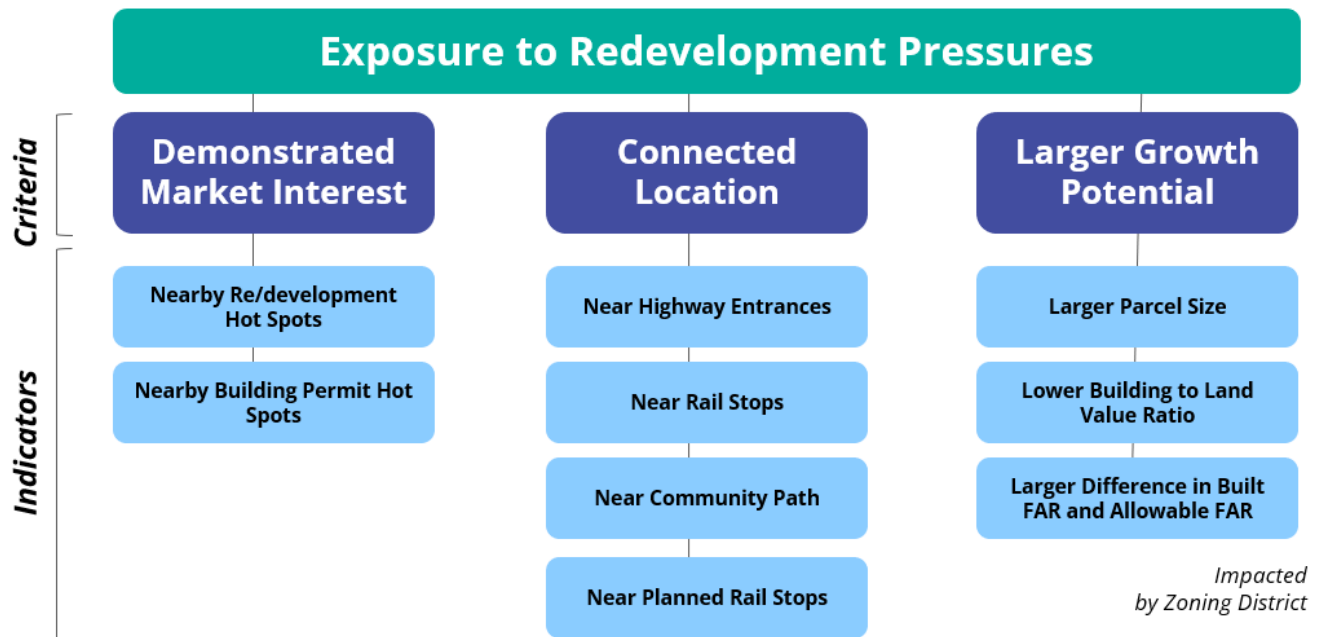 Exposure to Redevelopment Pressures
Criteria
Demonstrated
Market Interest
Connected
Location
Larger Growth
Potential
Indicators
Nearby Re/development
Hot Spots
Nearby Building Permit Hot
Spots
Near Highway Entrances
Near Rail Stops
Near Community Path
Near Planned Rail Stops
Larger Parcel Size
Lower Building to Land
Value Ratio
Larger Difference in Built
FAR and Allowable FAR
Impacted
by Zoning District